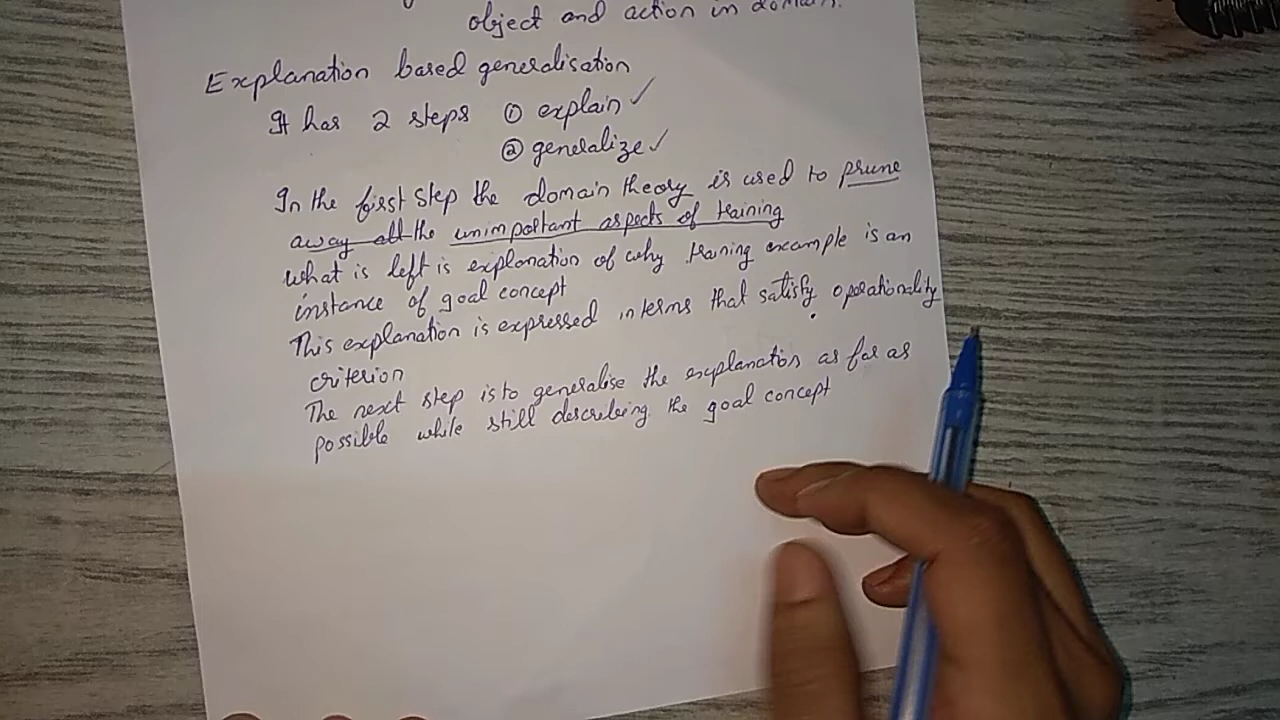 object and action in domain.
Explanation based generalisation
It has 2 steps ① explain ✓
② generalize ✓
In the first step the domain theory is used to prune
away all the unimportant aspects of training
what is left is explanation of why training example is an
instance of goal concept
This explanation is expressed in terms that satisfy operationality
criterion
The next step is to generalise the explanation as far as
possible while still describing the goal concept